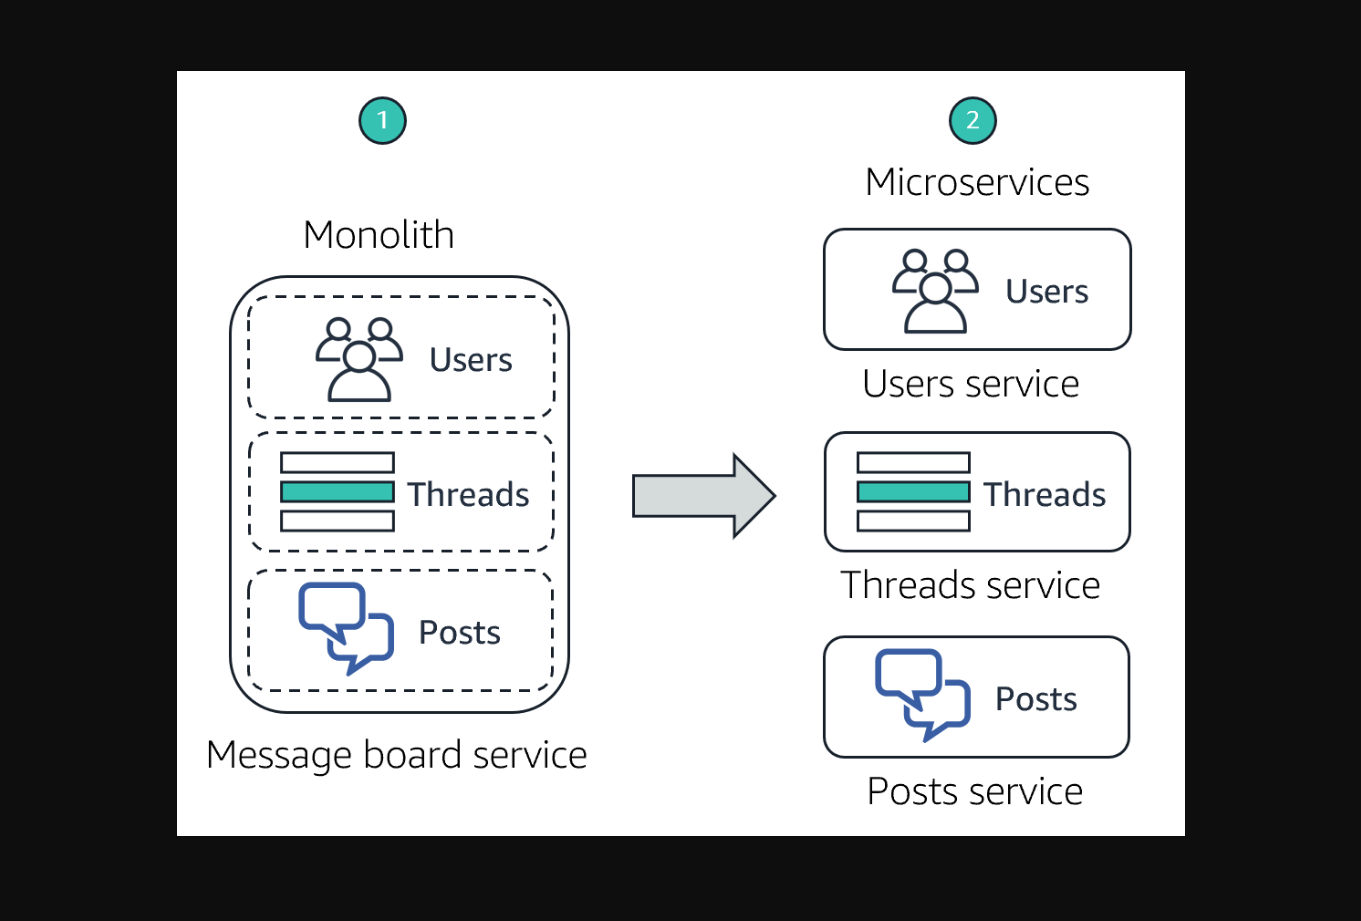 1
Monolith
Users
Threads
Posts
Message board service
2
Microservices
Users
Users service
Threads
Threads service
Posts
Posts service